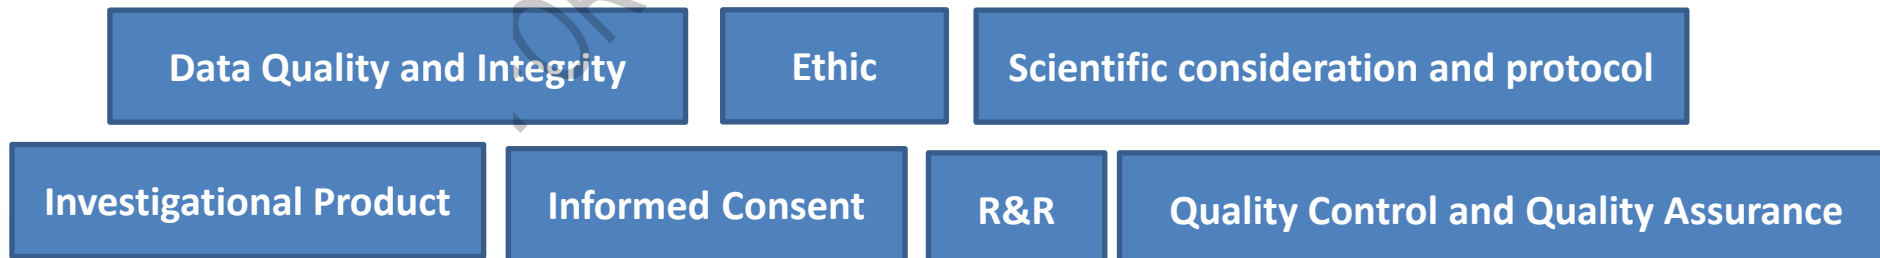 Data Quality and Integrity
Ethic
Scientific consideration and protocol
Investigational Product
Informed Consent
R&R
Quality Control and Quality Assurance